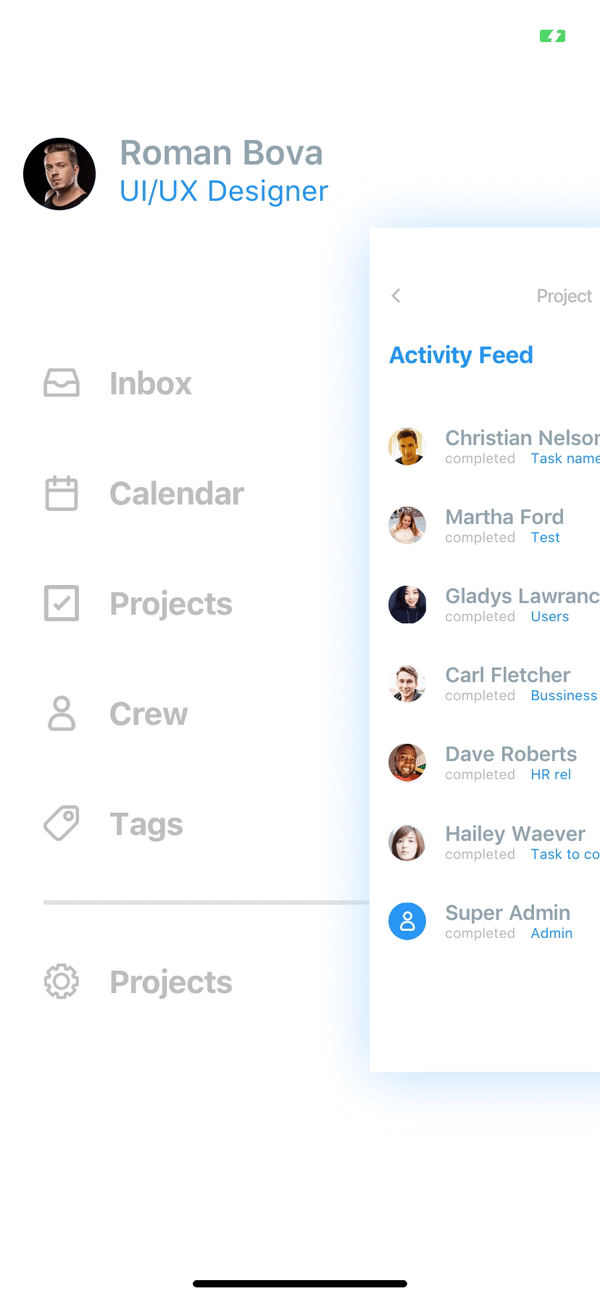 Roman Bova
UI/UX Designer
Inbox
Calendar
Projects
Crew
Tags
Projects
Project
Activity Feed
Christian Nelson
completed Task name
Martha Ford
completed Test
Gladys Lawranc
completed Users
Carl Fletcher
completed Bussiness
Dave Roberts
completed HR rel
Hailey Waever
completed Task to co
Super Admin
completed Admin